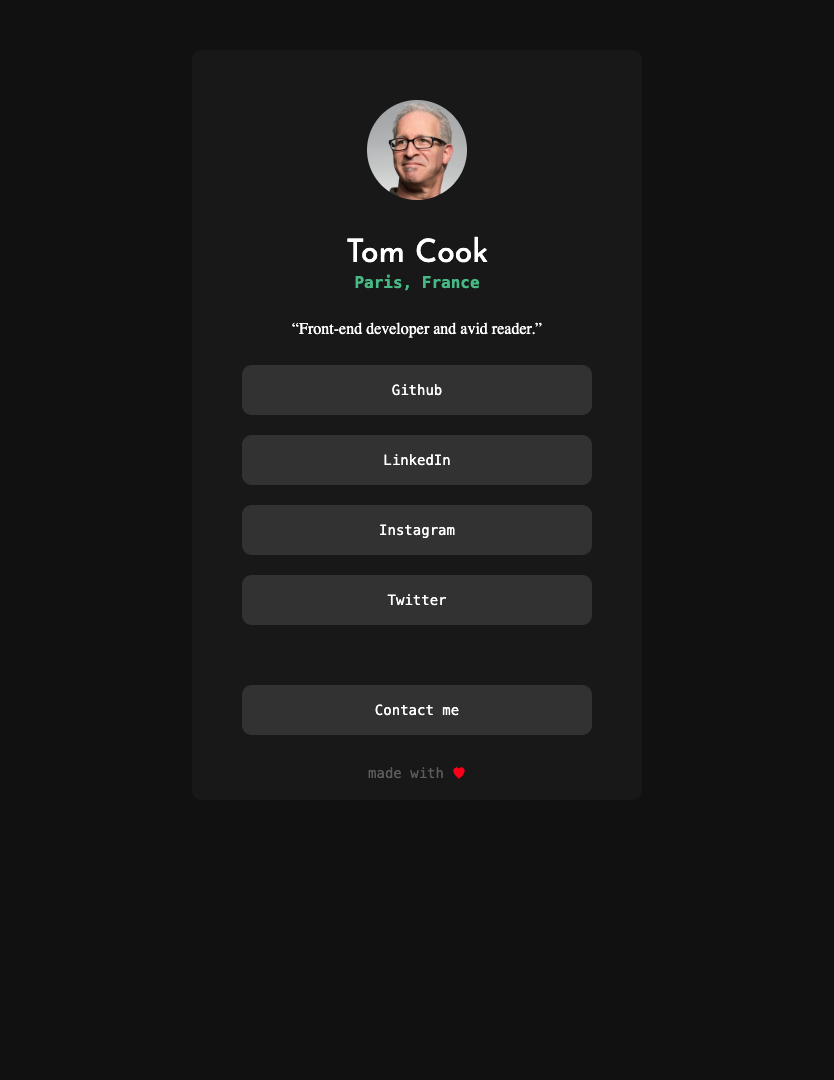 Tom Cook
Paris, France
“Front-end developer and avid reader.”
Github
LinkedIn
Instagram
Twitter
Contact me
made with